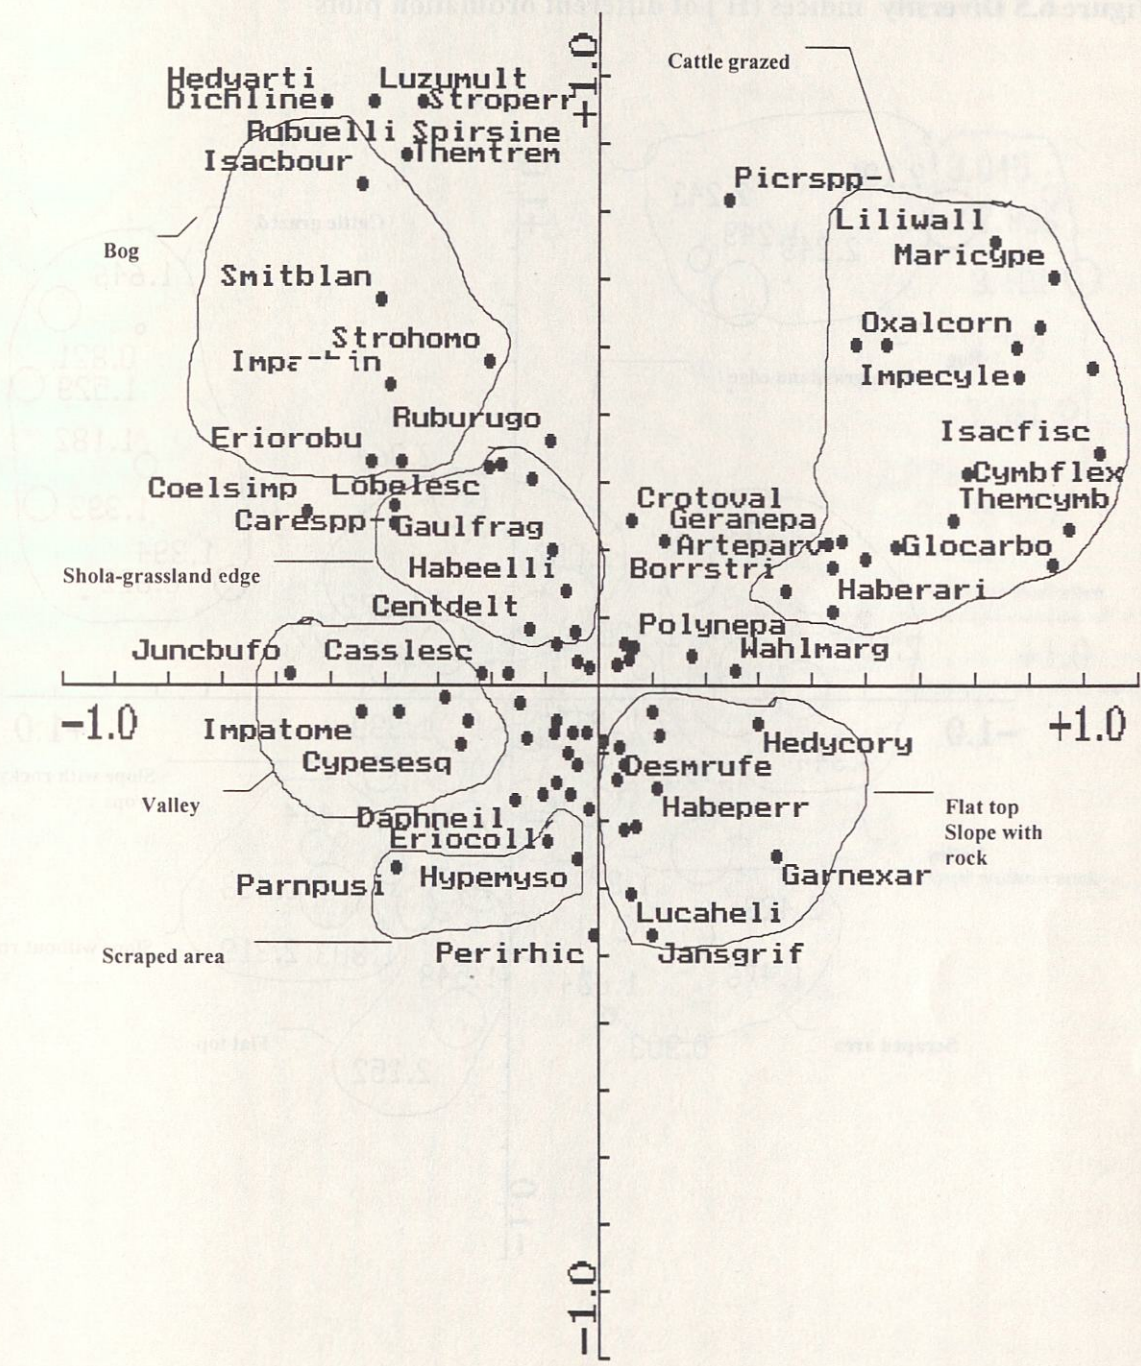 +1.0
Cattle grazed
Hedyarti Luzumult
Dichline Stroperr
Rubuelli Spirsine
Isacbour Themtrem
Picrspp-
Liliwall
Bog
Maricype
Smitblan
Strohomo
Oxalcorn
Impecyle
Ruburugo
Eriorobu
Isacfisc
Coelsimp Lobelesc
Cymbflex
Crotoval
Themcymb
Carespp- Gaulfrag
Geranepa
Arteparv Glocarbo
Shola-grassland edge
Habeelli Borrstri
Haberari
Centdelt
Polynepa
Juncbufo Casslesc
Wahlmarg
-1.0
+1.0
Impatome
Hedycory
Cypesesq
Desmrufe
Valley
Habeperr
Flat top
Slope with
rock
Daphneil
Eriocoll
Parnpusi Hypemyso
Garnexar
Lucaheli
Scraped area
Perirhic Jansgrif
-1.0